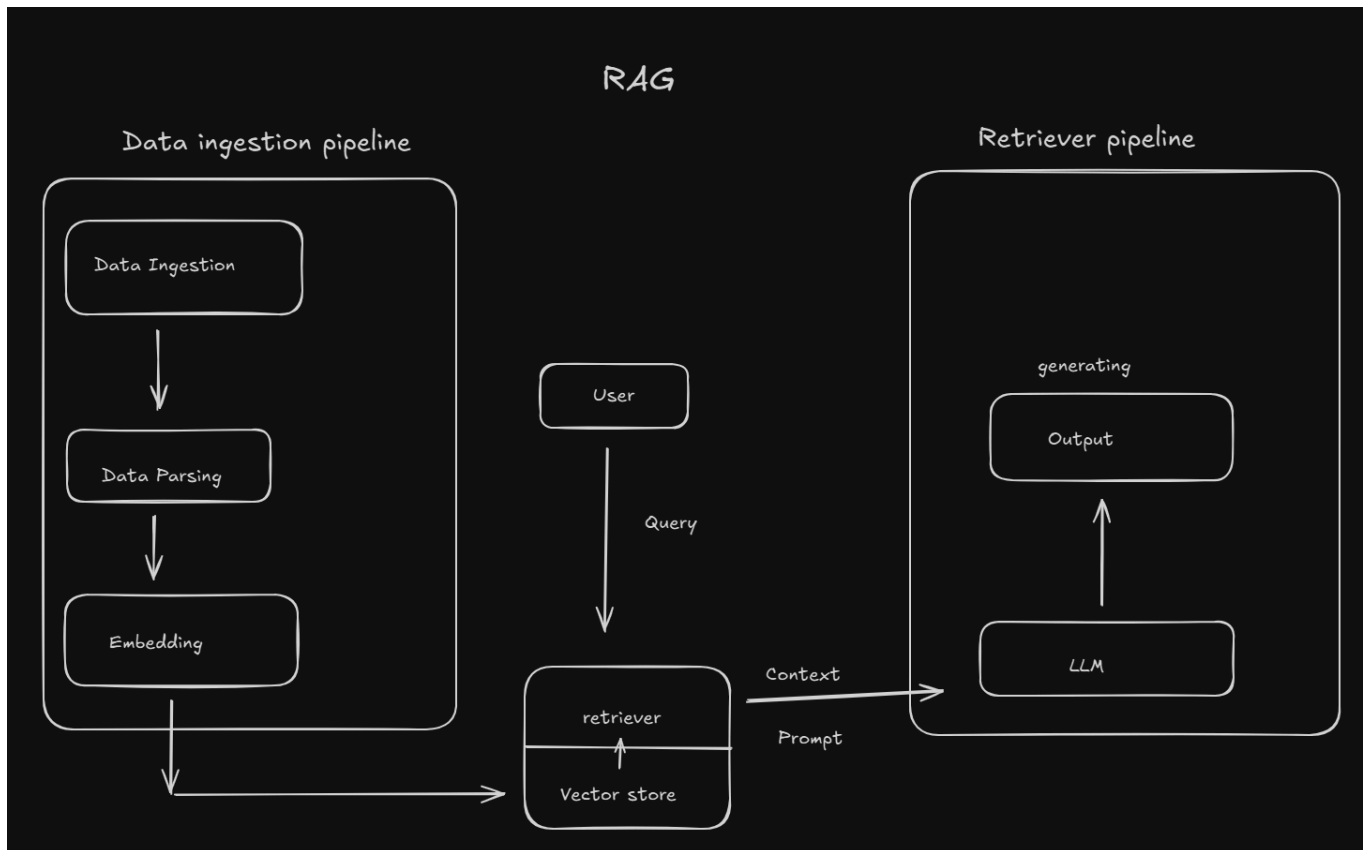 RAG
Data ingestion pipeline
Retriever pipeline
Data Ingestion
Data Parsing
Embedding
User
Query
retriever
Vector store
Context
Prompt
generating
Output
LLM